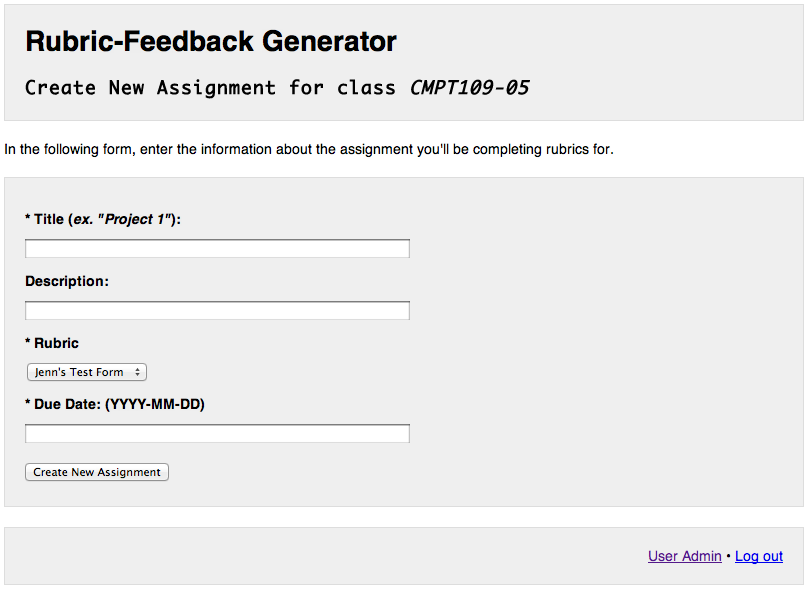 Rubric-Feedback Generator
Create New Assignment for class CMPT109-05
In the following form, enter the information about the assignment you'll be completing rubrics for.
* Title (ex. "Project 1"):
Description:
* Rubric
Jenn's Test Form
* Due Date: (YYYY-MM-DD)
Create New Assignment
User Admin • Log out